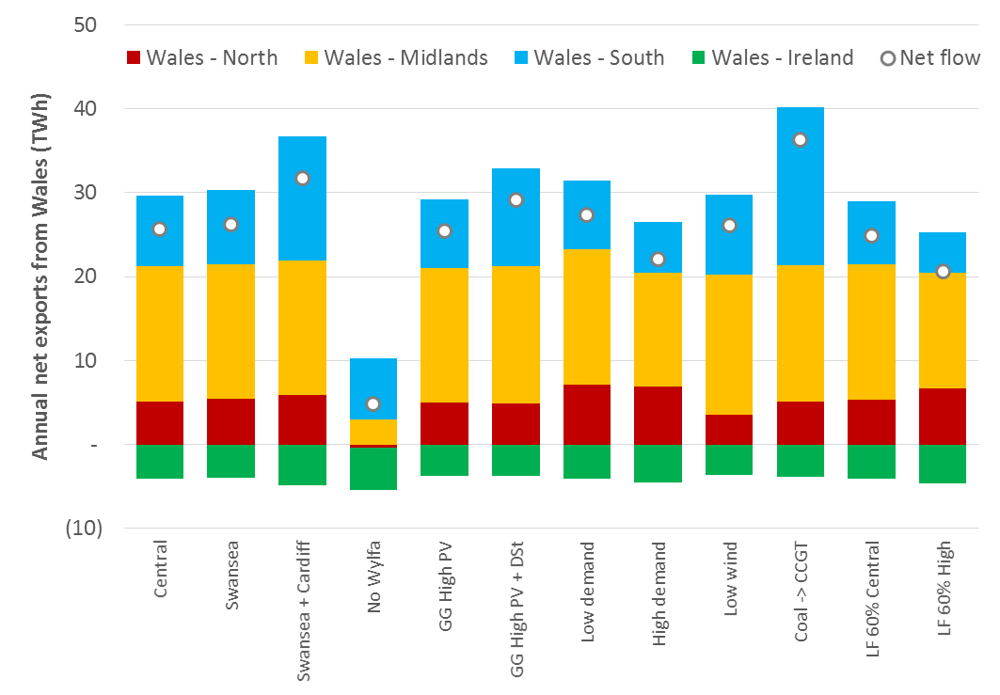 50
Wales - North Wales - Midlands Wales - South Wales - Ireland Net flow
40
30
20
10
-
(10)
Annual net exports from Wales (TWh)
Central
Swansea
Swansea + Cardiff
No Wylfa
GG High PV
GG High PV + DSt
Low demand
High demand
Low wind
Coal -> CCGT
LF 60% Central
LF 60% High